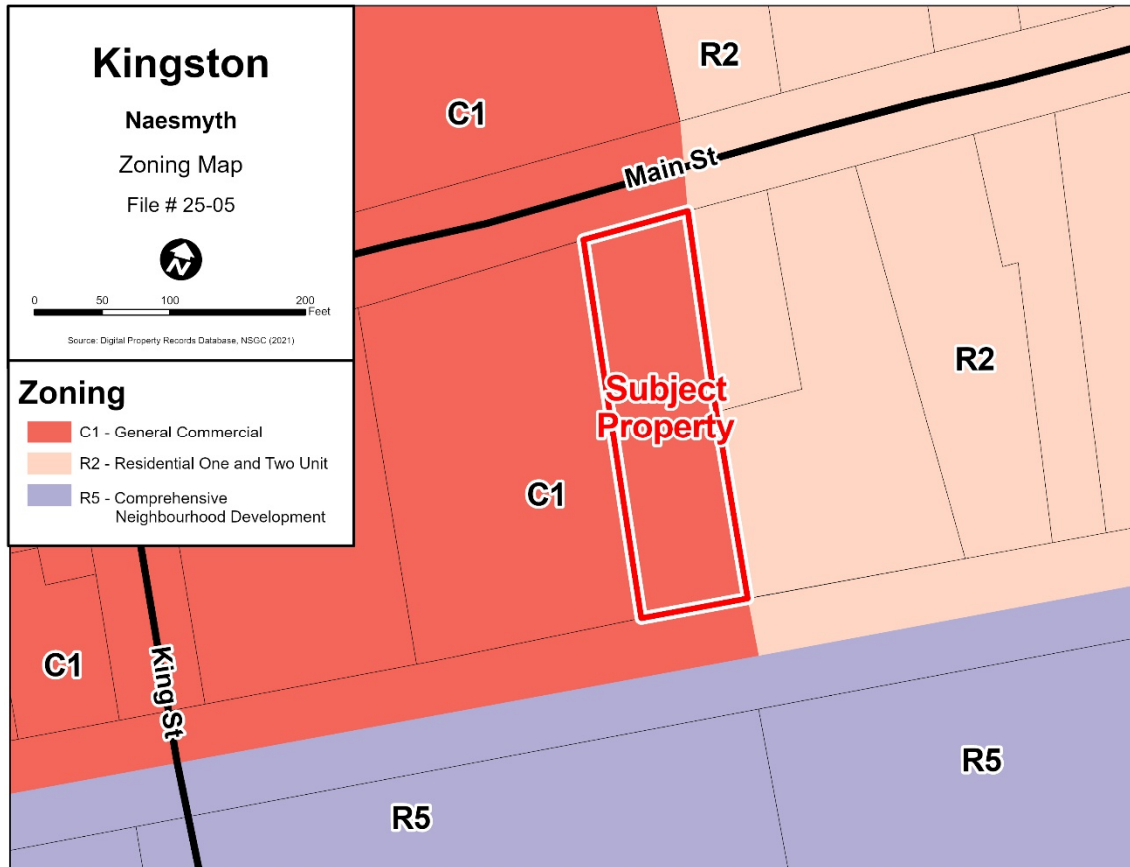 Kingston
Naesmyth
Zoning Map
File # 25-05
N
0 50 100 200
Feet
Source: Digital Property Records Database, NSGC (2021)
Zoning
C1 - General Commercial
R2 - Residential One and Two Unit
R5 - Comprehensive
Neighbourhood Development
R2
C1
Main St
R2
Subject
Property
C1
C1
King St
R5
R5